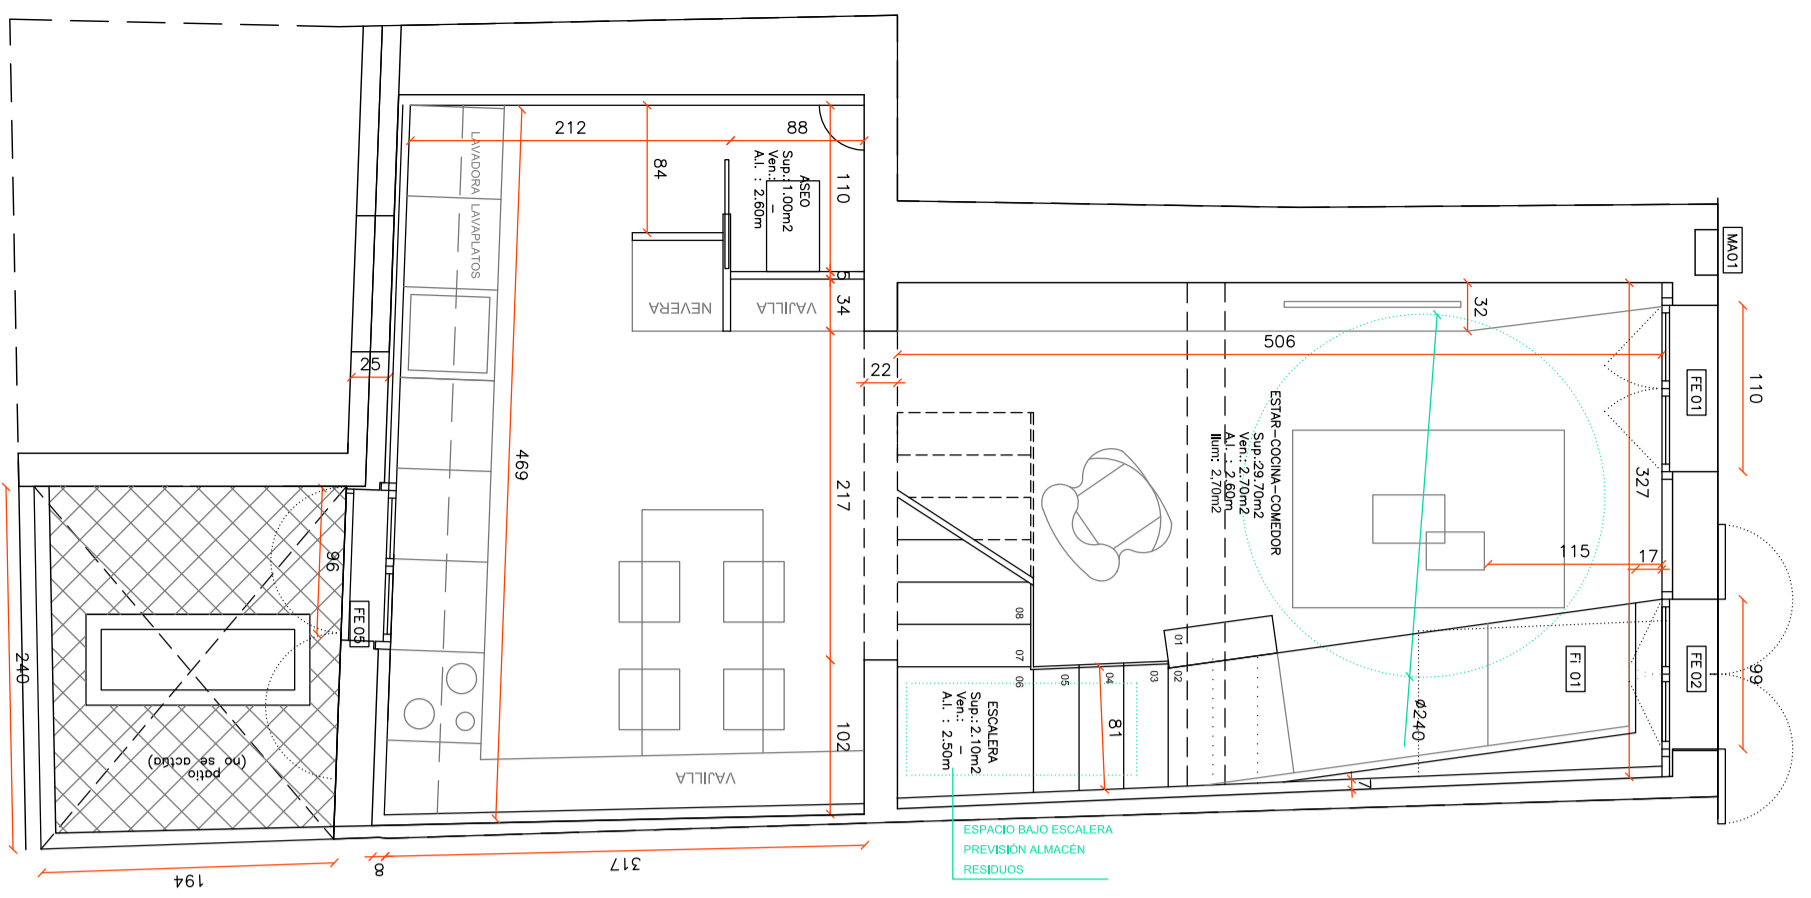 212
88
84
110
ASEO
Sup.:1.00m2
Ven.: –
A.I. : 2.60m
LAVADORA
LAVAPLATOS
5
34
NEVERA
VAJILLA
25
22
469
217
102
VAJILLA
FE 05
96
patio
(no se actúa)
240
194
8
317
MA01
32
506
110
FE01
327
ESTAR-COCINA-COMEDOR
Sup.:29.70m2
Ven.: 2.70m2
A.I. : 2.60m
Ilum: 2.70m2
115
17
FE02
99
Fi 01
ø240
01
02
03
04
05
06
07
08
81
7
ESCALERA
Sup.: 2.10m2
Ven.: –
A.I. : 2.50m
ESPACIO BAJO ESCALERA
PREVISIÓN ALMACÉN
RESIDUOS